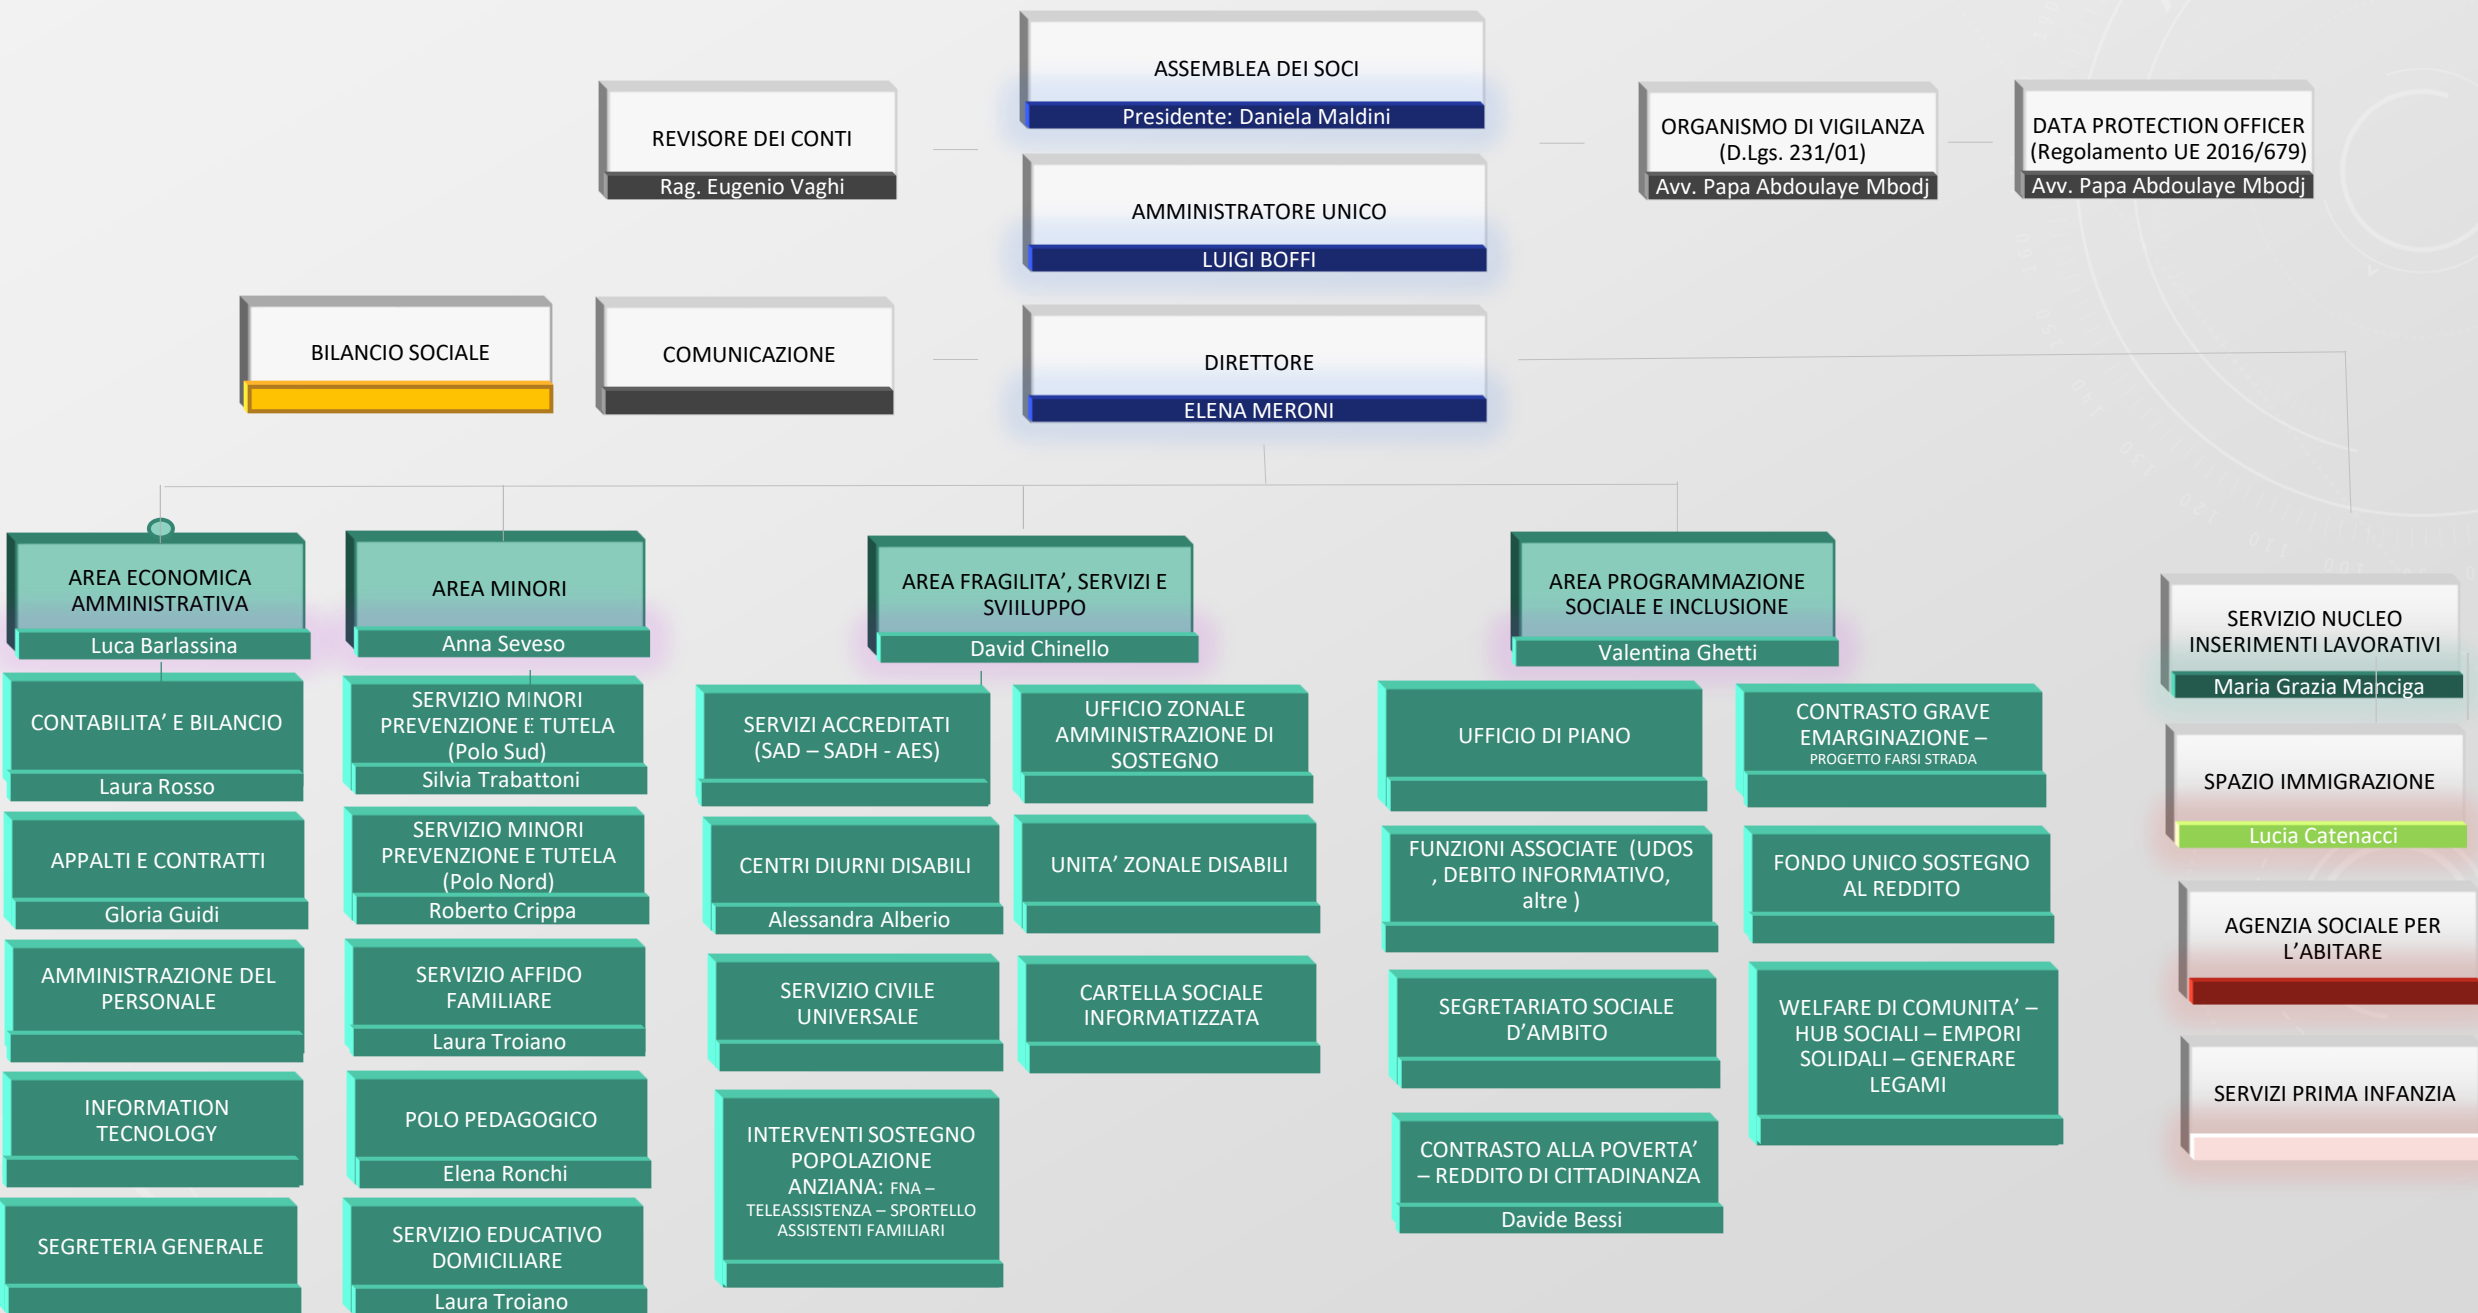 ASSEMBLEA DEI SOCI
Presidente: Daniela Maldini
REVISORE DEI CONTI
Rag. Eugenio Vaghi
ORGANISMO DI VIGILANZA
(D.Lgs. 231/01)
Avv. Papa Abdoulaye Mbodj
DATA PROTECTION OFFICER
(Regolamento UE 2016/679)
Avv. Papa Abdoulaye Mbodj
AMMINISTRATORE UNICO
LUIGI BOFFI
BILANCIO SOCIALE
COMUNICAZIONE
DIRETTORE
ELENA MERONI
AREA ECONOMICA
AMMINISTRATIVA
Luca Barlassina
CONTABILITA’ E BILANCIO
Laura Rosso
APPALTI E CONTRATTI
Gloria Guidi
AMMINISTRAZIONE DEL
PERSONALE
INFORMATION
TECNOLOGY
SEGRETERIA GENERALE
AREA MINORI
Anna Seveso
SERVIZIO MINORI
PREVENZIONE E TUTELA
(Polo Sud)
Silvia Trabattoni
SERVIZIO MINORI
PREVENZIONE E TUTELA
(Polo Nord)
Roberto Crippa
SERVIZIO AFFIDO
FAMILIARE
Laura Troiano
POLO PEDAGOGICO
Elena Ronchi
SERVIZIO EDUCATIVO
DOMICILIARE
Laura Troiano
AREA FRAGILITA’, SERVIZI E
SVIILUPPO
David Chinello
SERVIZI ACCREDITATI
(SAD – SADH - AES)
CENTRI DIURNI DISABILI
Alessandra Alberio
SERVIZIO CIVILE
UNIVERSALE
INTERVENTI SOSTEGNO
POPOLAZIONE
ANZIANA: FNA –
TELEASSISTENZA – SPORTELLO
ASSISTENTI FAMILIARI
UFFICIO ZONALE
AMMINISTRAZIONE DI
SOSTEGNO
UNITA’ ZONALE DISABILI
CARTELLA SOCIALE
INFORMATIZZATA
AREA PROGRAMMAZIONE
SOCIALE E INCLUSIONE
Valentina Ghetti
UFFICIO DI PIANO
FUNZIONI ASSOCIATE (UDOS
, DEBITO INFORMATIVO,
altre )
SEGRETARIATO SOCIALE
D’AMBITO
CONTRASTO ALLA POVERTA’
– REDDITO DI CITTADINANZA
Davide Bessi
CONTRASTO GRAVE
EMARGINAZIONE –
PROGETTO FARSI STRADA
FONDO UNICO SOSTEGNO
AL REDDITO
WELFARE DI COMUNITA’ –
HUB SOCIALI – EMPORI
SOLIDALI – GENERARE
LEGAMI
SERVIZIO NUCLEO
INSERIMENTI LAVORATIVI
Maria Grazia Manciga
SPAZIO IMMIGRAZIONE
Lucia Catenacci
AGENZIA SOCIALE PER
L’ABITARE
SERVIZI PRIMA INFANZIA